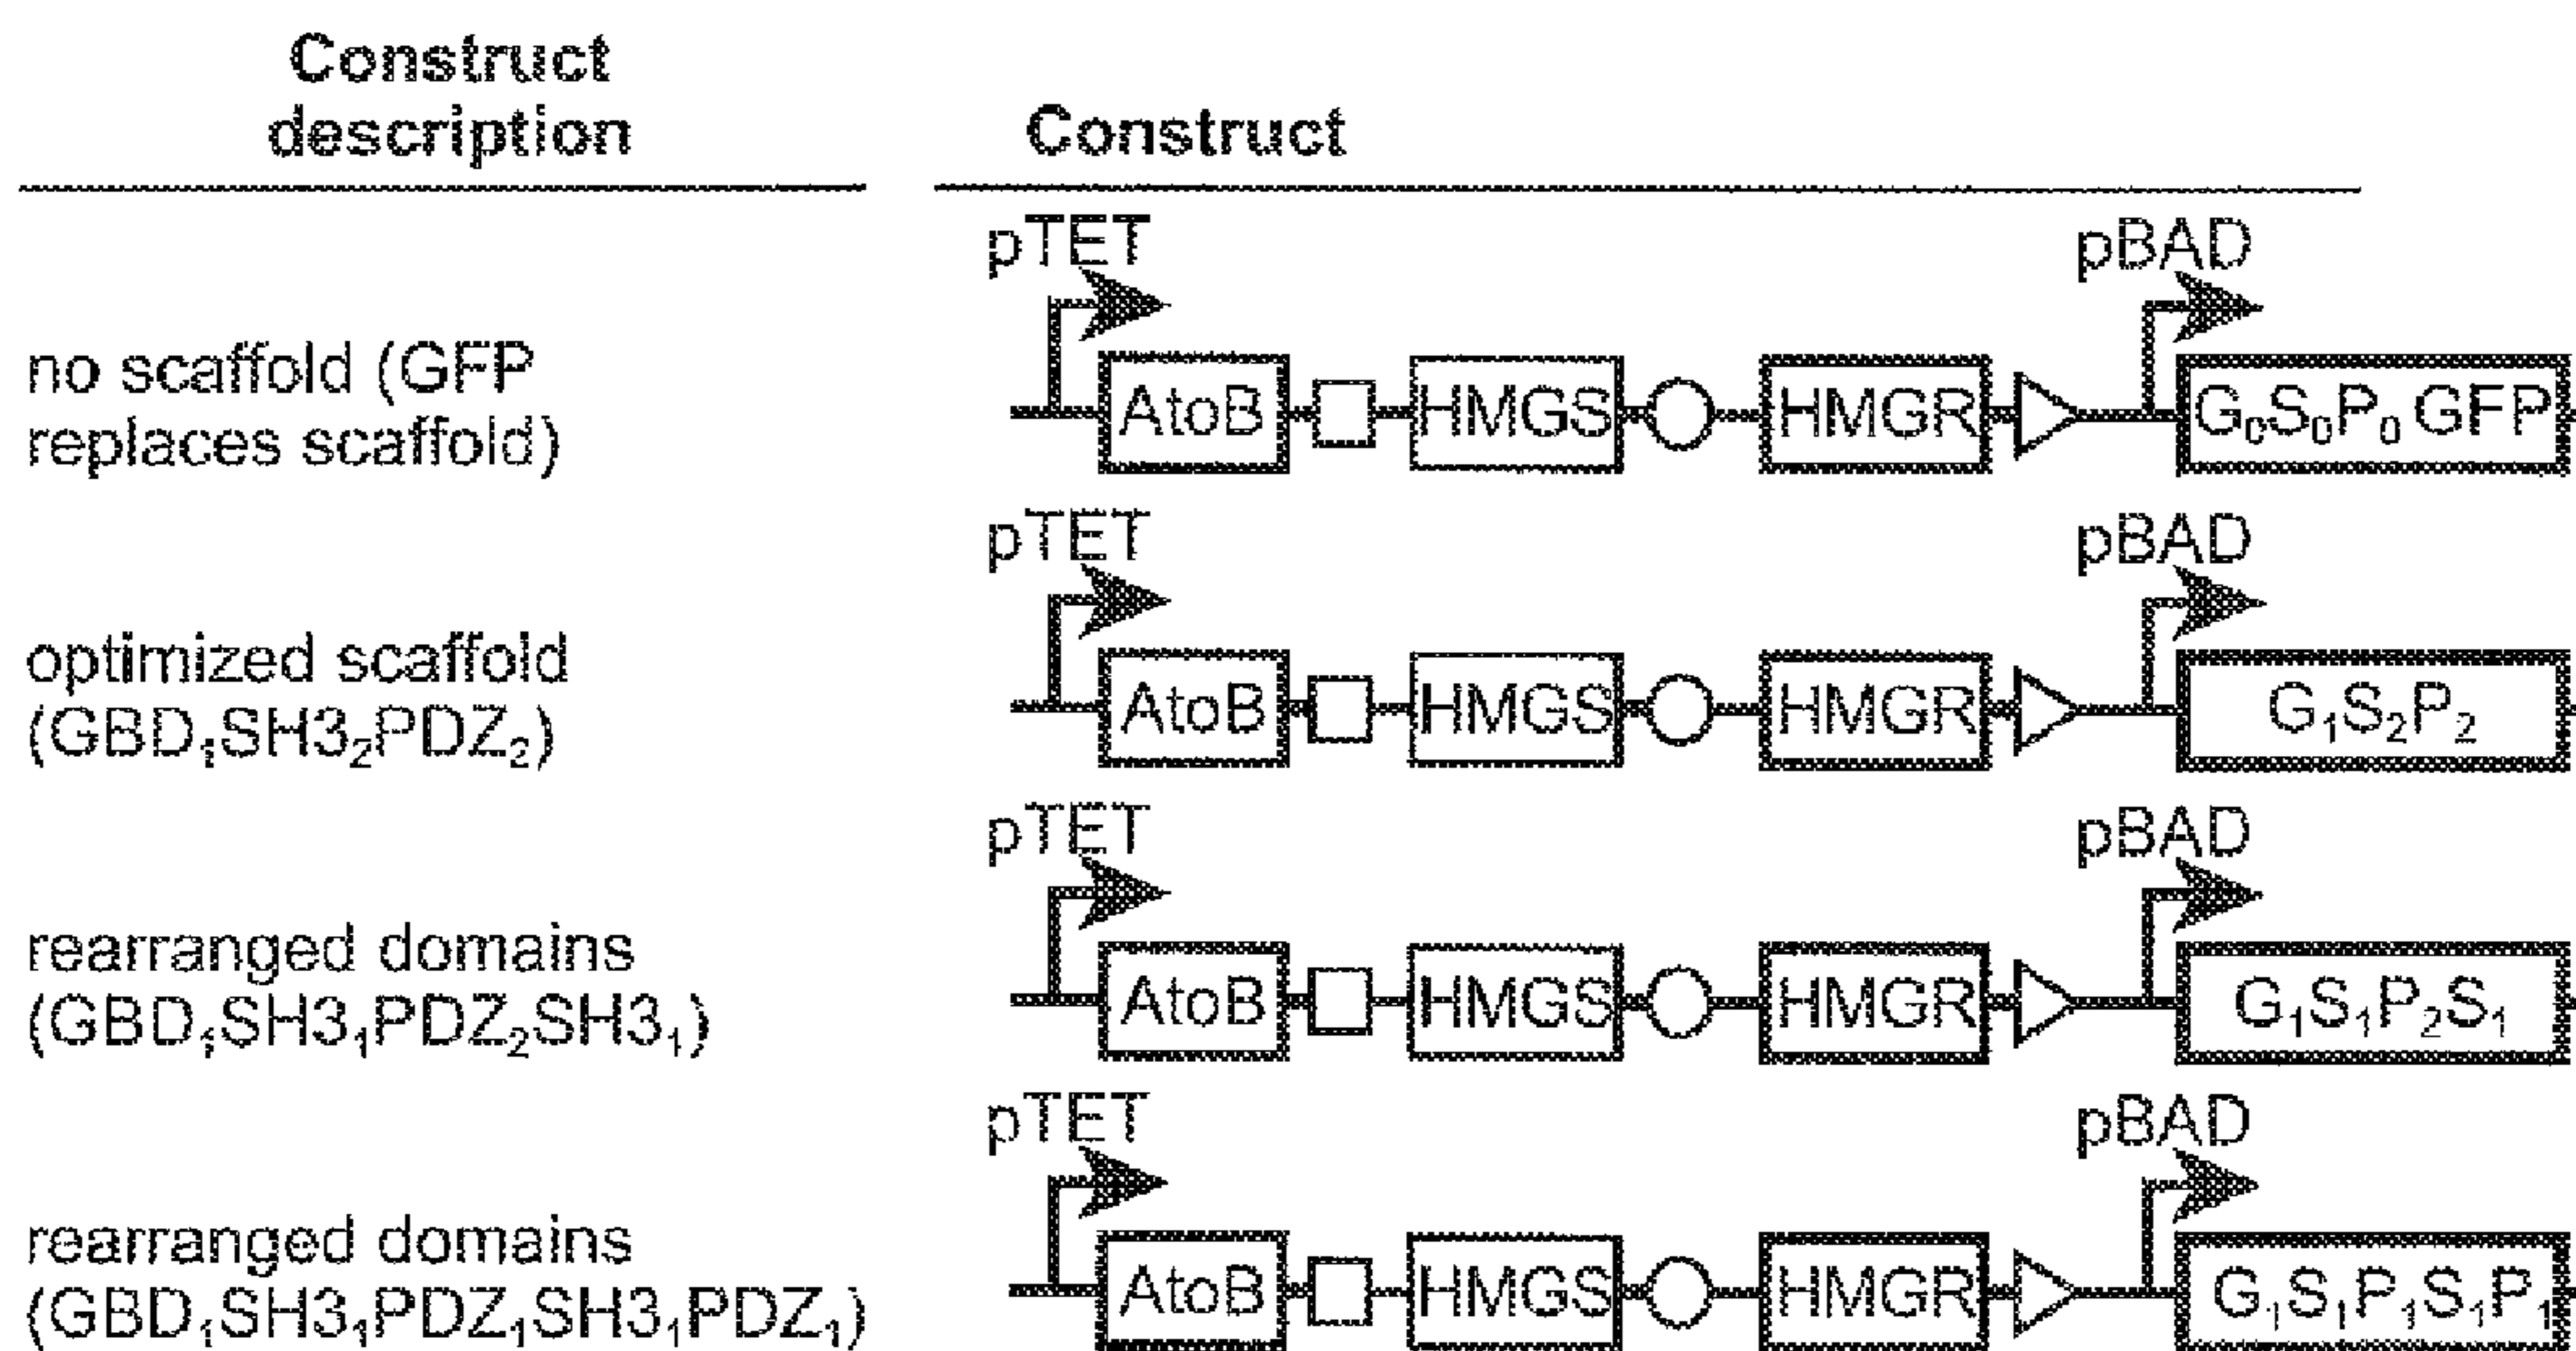 Construct
description
Construct
pTET
pBAD
no scaffold (GFP
replaces scaffold)
AtoB HMGS HMGR G₀S₀P₀ GFP
pTET
pBAD
optimized scaffold
(GBD₁SH3₂PDZ₂)
AtoB HMGS HMGR G₁S₂P₂
pTET
pBAD
rearranged domains
(GBD₁SH3₁PDZ₂SH3₁)
AtoB HMGS HMGR G₁S₁P₂S₁
pTET
pBAD
rearranged domains
(GBD₁SH3₁PDZ₁SH3₁PDZ₁)
AtoB HMGS HMGR G₁S₁P₁S₁P₁